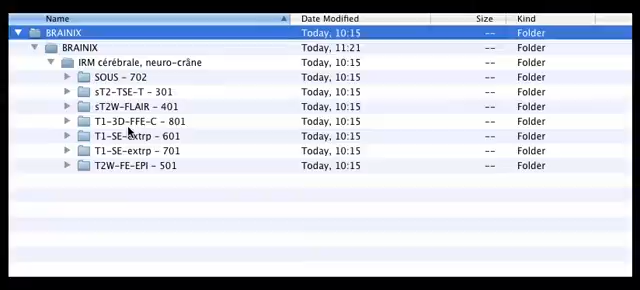 Name Date Modified Size Kind
BRAINIX Today, 10:15 -- Folder
BRAINIX Today, 11:21 -- Folder
IRM cérébrale, neuro-crâne Today, 10:15 -- Folder
SOUS - 702 Today, 10:15 -- Folder
sT2-TSE-T - 301 Today, 10:15 -- Folder
sT2W-FLAIR - 401 Today, 10:15 -- Folder
T1-3D-FFE-C - 801 Today, 10:15 -- Folder
T1-SE-extrp - 601 Today, 10:15 -- Folder
T1-SE-extrp - 701 Today, 10:15 -- Folder
T2W-FE-EPI - 501 Today, 10:15 -- Folder